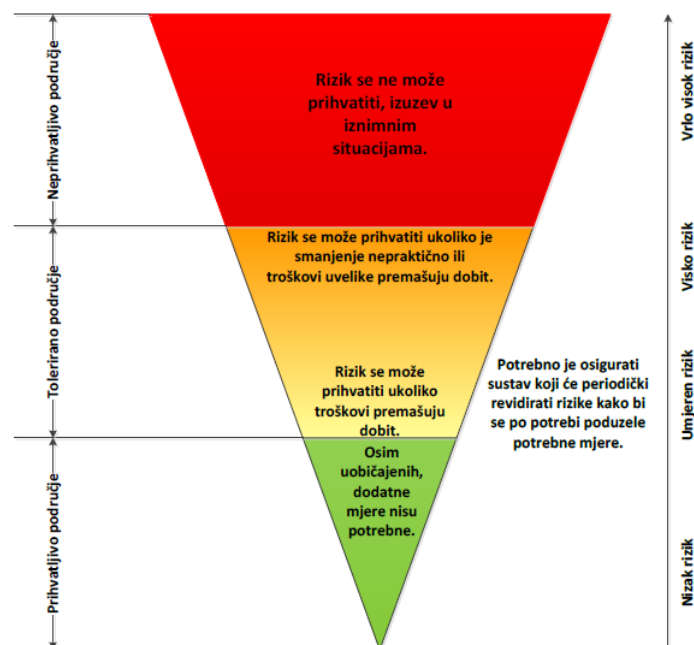 Rizik se ne može
prihvatiti, izuzev u
iznimnim
situacijama.
Rizik se može prihvatiti ukoliko je
smanjenje nepraktično ili
troškovi uvelike premašuju dobit.
Rizik se može
prihvatiti ukoliko
troškovi premašuju
dobit.
Osim
uobičajenih,
dodatne
mjere nisu
potrebne.
Potrebno je osigurati
sustav koji će periodički
revidirati rizike kako bi
se po potrebi poduzele
potrebne mjere.
Neprihvatljivo područje
Tolerirano područje
Prihvatljivo područje
Vrlo visok rizik
Visko rizik
Umjeren rizik
Nizak rizik